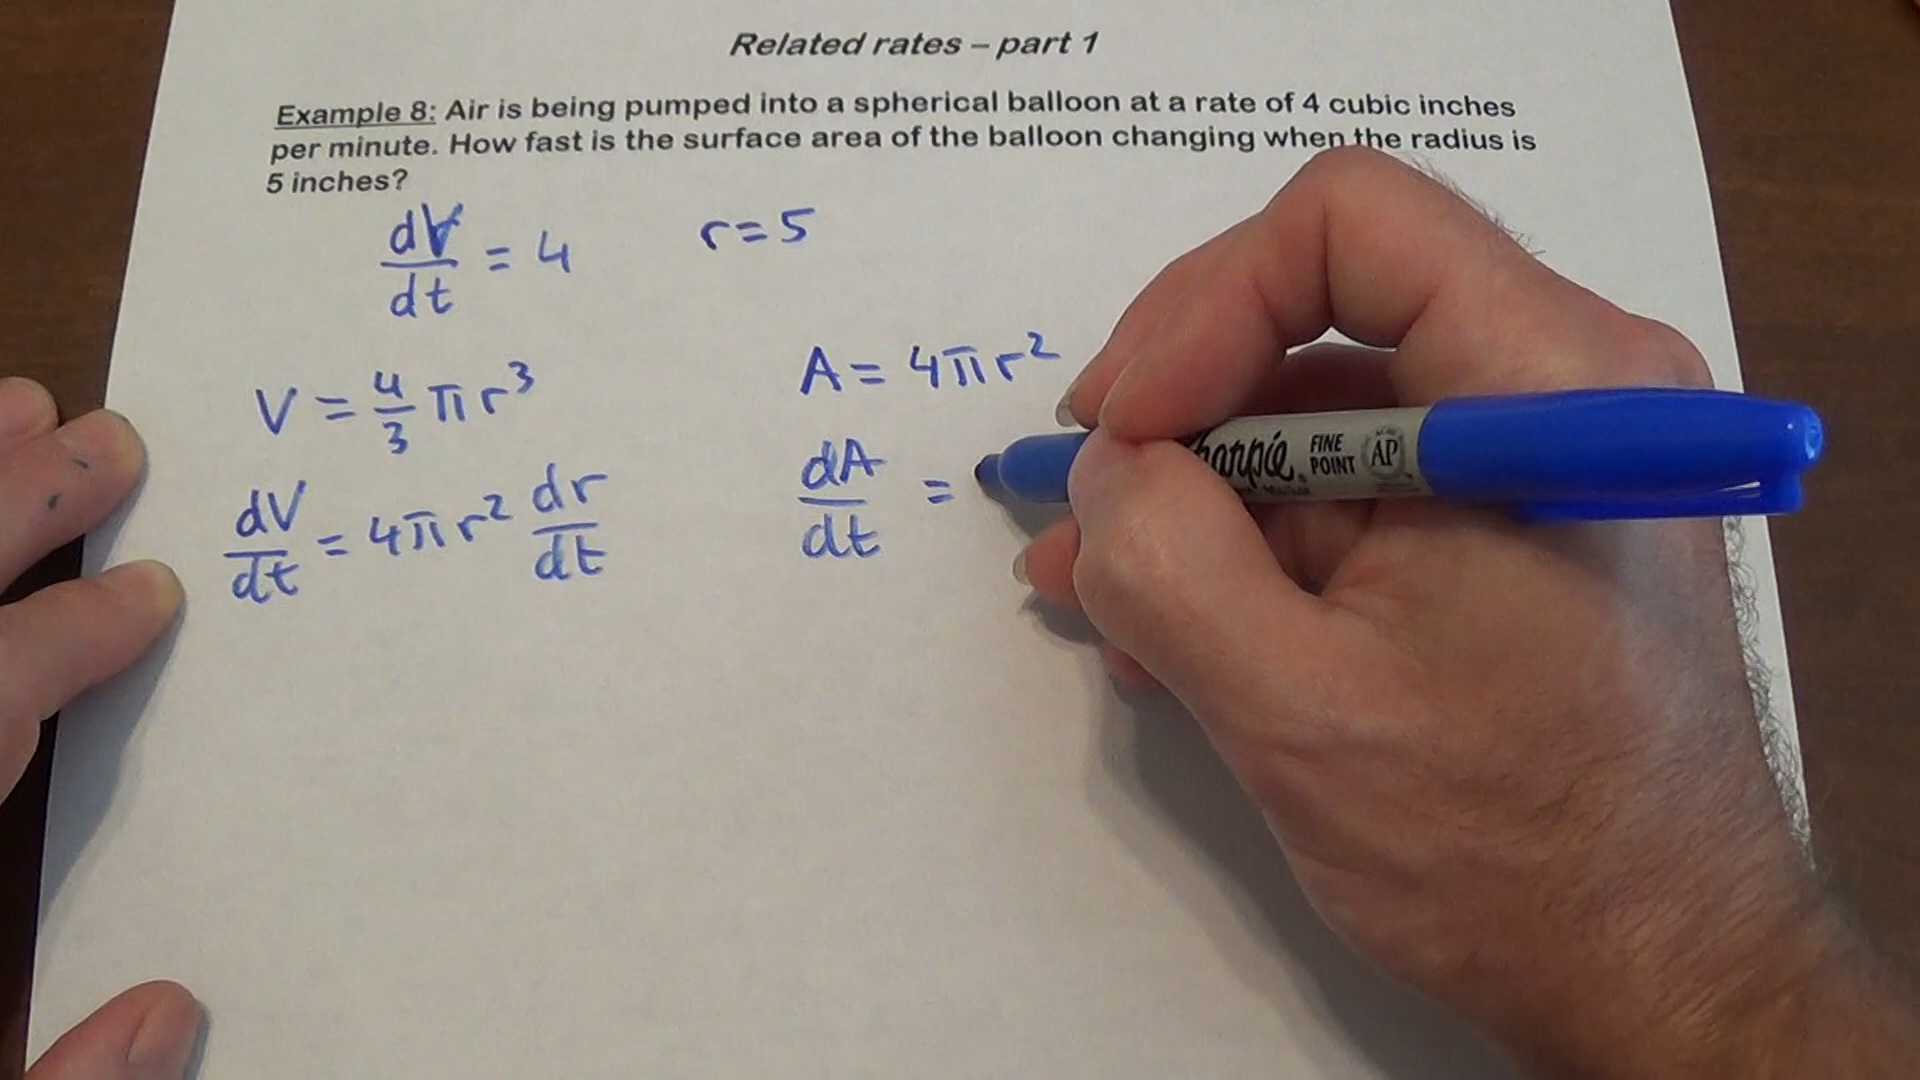 Related rates – part 1
Example 8: Air is being pumped into a spherical balloon at a rate of 4 cubic inches
per minute. How fast is the surface area of the balloon changing when the radius is
5 inches?
dV/dt = 4 r = 5
V = 4/3 πr³ A = 4πr²
dV/dt = 4πr² dr/dt dA/dt =
FINE
POINT
AP